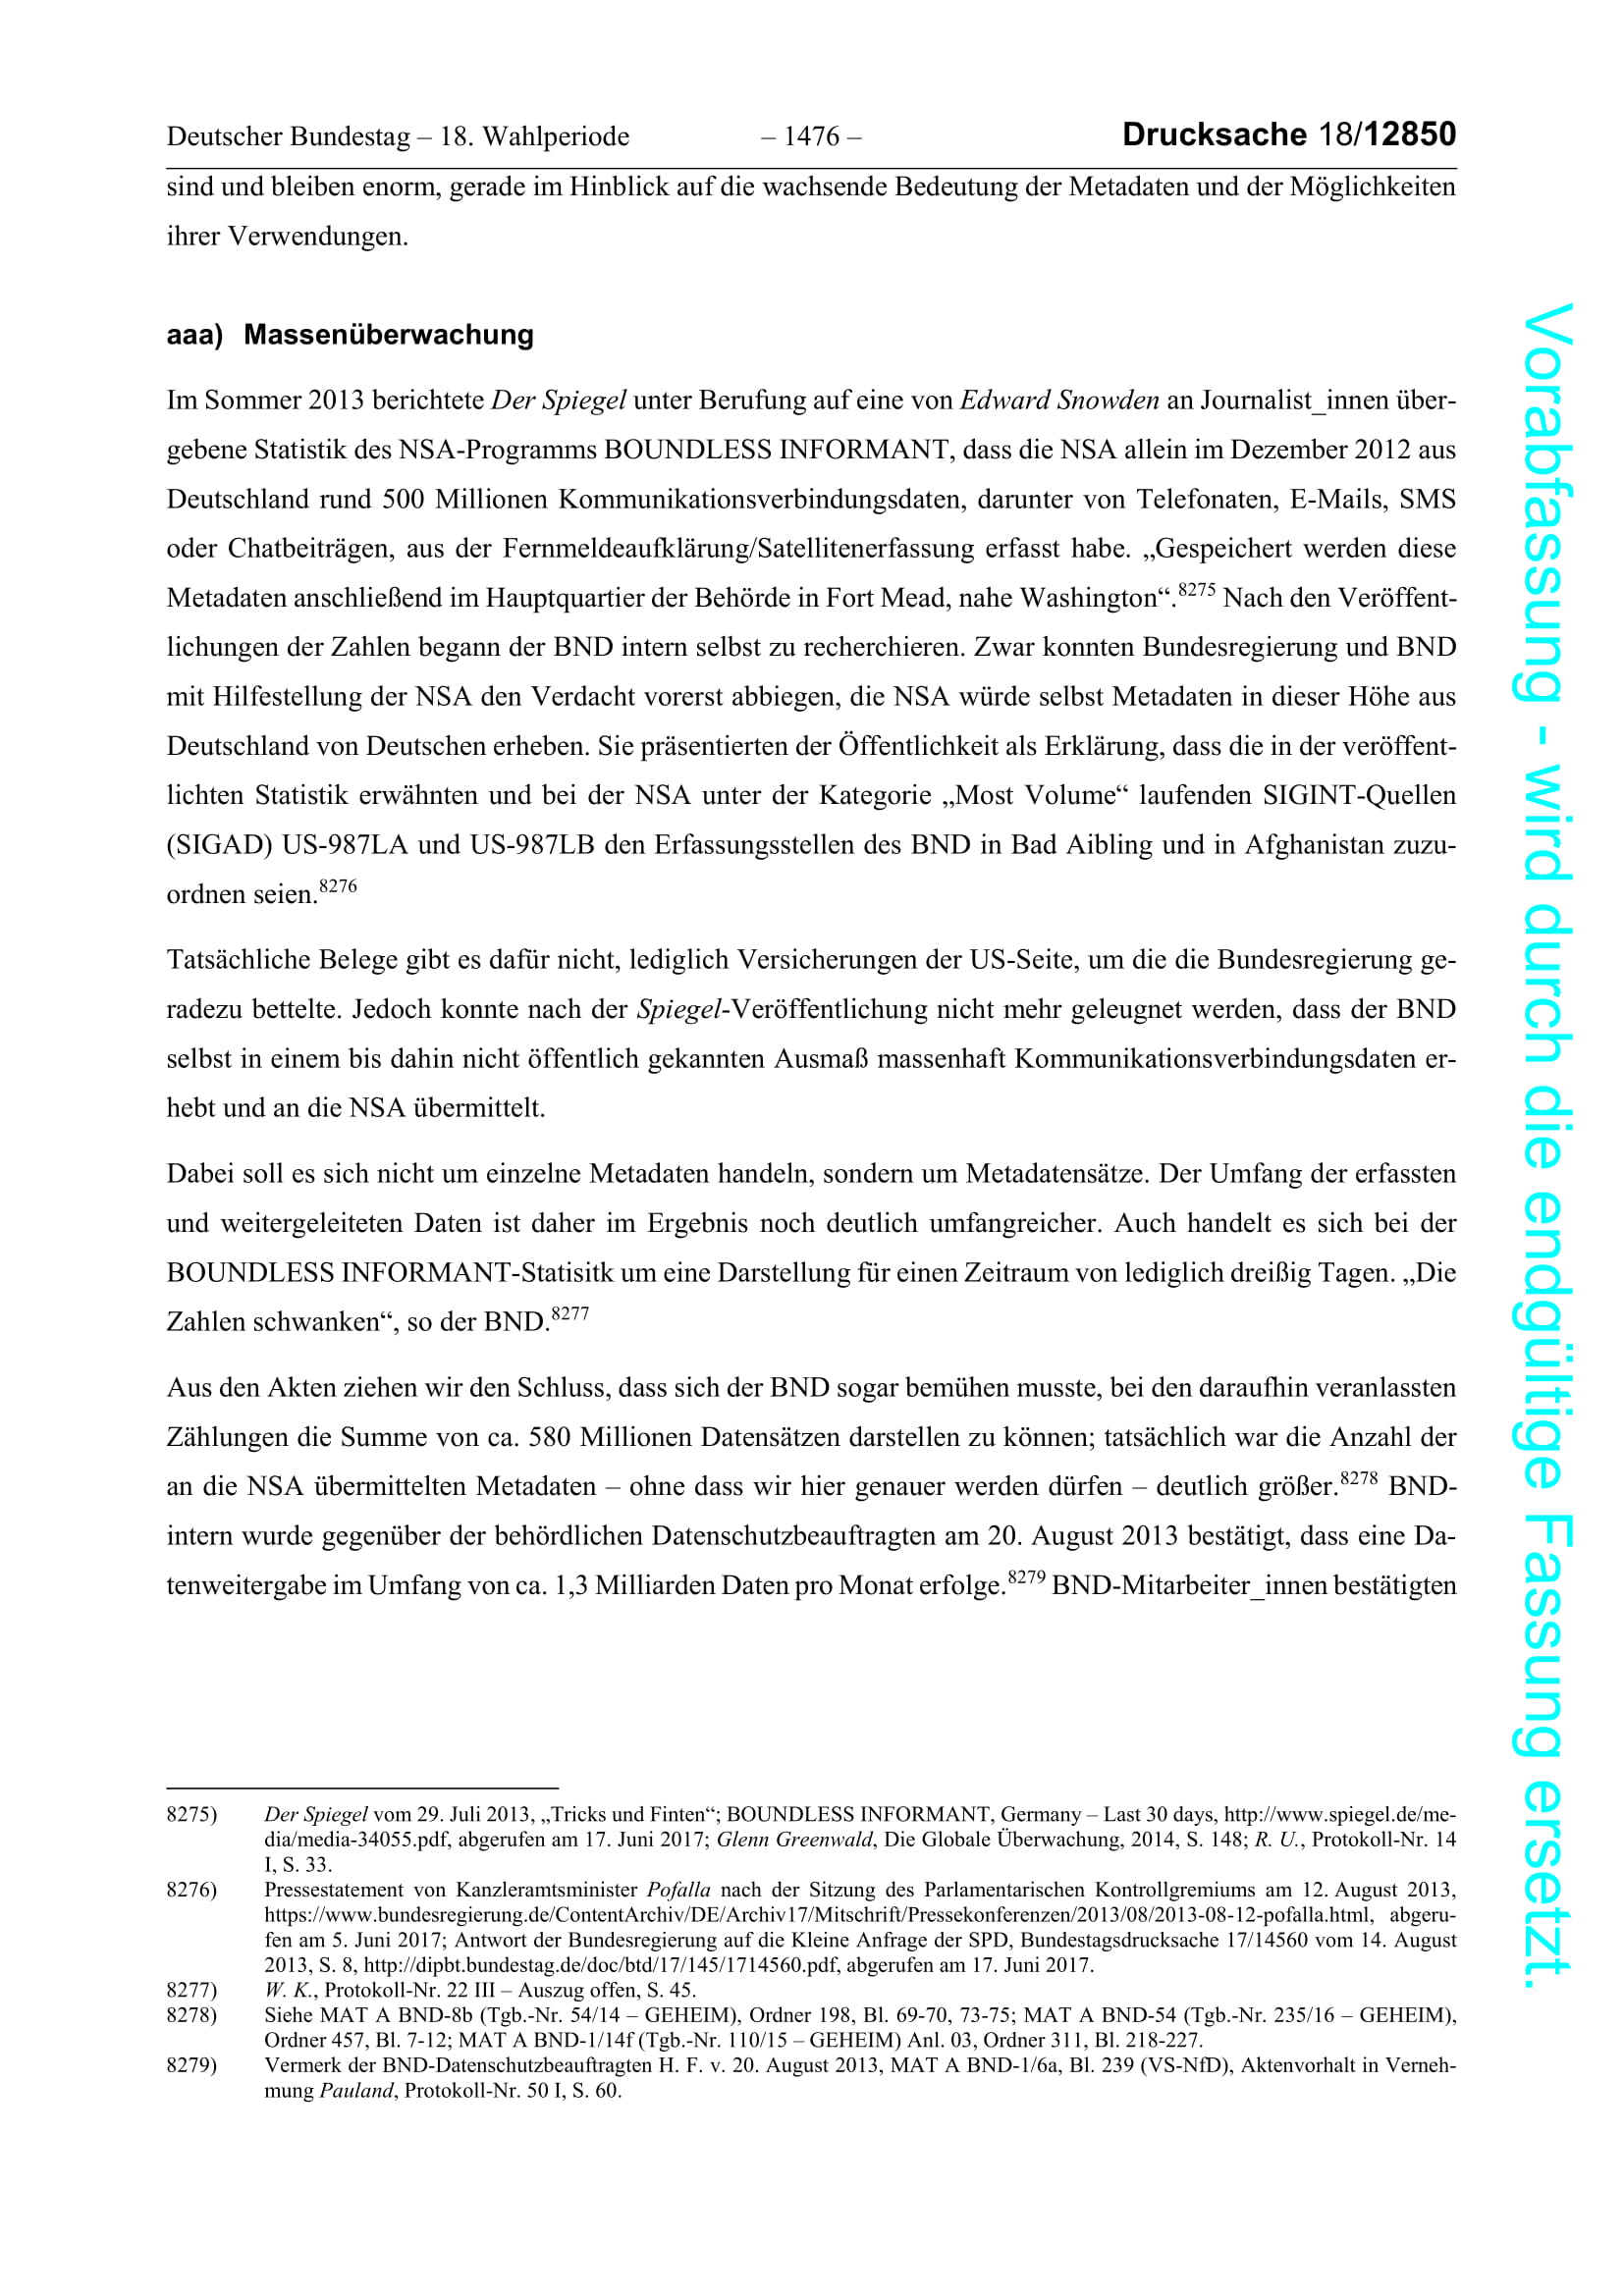 Deutscher Bundestag – 18. Wahlperiode – 1476 – Drucksache 18/12850
sind und bleiben enorm, gerade im Hinblick auf die wachsende Bedeutung der Metadaten und der Möglichkeiten
ihrer Verwendungen.
aaa) Massenüberwachung
Im Sommer 2013 berichtete Der Spiegel unter Berufung auf eine von Edward Snowden an Journalist_innen über-
gebene Statistik des NSA-Programms BOUNDLESS INFORMANT, dass die NSA allein im Dezember 2012 aus
Deutschland rund 500 Millionen Kommunikationsverbindungsdaten, darunter von Telefonaten, E-Mails, SMS
oder Chatbeiträgen, aus der Fernmeldeaufklärung/Satellitenerfassung erfasst habe. „Gespeichert werden diese
Metadaten anschließend im Hauptquartier der Behörde in Fort Mead, nahe Washington“.8275 Nach den Veröffent-
lichungen der Zahlen begann der BND intern selbst zu recherchieren. Zwar konnten Bundesregierung und BND
mit Hilfestellung der NSA den Verdacht vorerst abbiegen, die NSA würde selbst Metadaten in dieser Höhe aus
Deutschland von Deutschen erheben. Sie präsentierten der Öffentlichkeit als Erklärung, dass die in der veröffent-
lichten Statistik erwähnten und bei der NSA unter der Kategorie „Most Volume“ laufenden SIGINT-Quellen
(SIGAD) US-987LA und US-987LB den Erfassungsstellen des BND in Bad Aibling und in Afghanistan zuzu-
ordnen seien.8276
Tatsächliche Belege gibt es dafür nicht, lediglich Versicherungen der US-Seite, um die die Bundesregierung ge-
radezu bettelte. Jedoch konnte nach der Spiegel-Veröffentlichung nicht mehr geleugnet werden, dass der BND
selbst in einem bis dahin nicht öffentlich gekannten Ausmaß massenhaft Kommunikationsverbindungsdaten er-
hebt und an die NSA übermittelt.
Dabei soll es sich nicht um einzelne Metadaten handeln, sondern um Metadatensätze. Der Umfang der erfassten
und weitergeleiteten Daten ist daher im Ergebnis noch deutlich umfangreicher. Auch handelt es sich bei der
BOUNDLESS INFORMANT-Statisitk um eine Darstellung für einen Zeitraum von lediglich dreißig Tagen. „Die
Zahlen schwanken“, so der BND.8277
Aus den Akten ziehen wir den Schluss, dass sich der BND sogar bemühen musste, bei den daraufhin veranlassten
Zählungen die Summe von ca. 580 Millionen Datensätzen darstellen zu können; tatsächlich war die Anzahl der
an die NSA übermittelten Metadaten – ohne dass wir hier genauer werden dürfen – deutlich größer.8278 BND-
intern wurde gegenüber der behördlichen Datenschutzbeauftragten am 20. August 2013 bestätigt, dass eine Da-
tenweitergabe im Umfang von ca. 1,3 Milliarden Daten pro Monat erfolge.8279 BND-Mitarbeiter_innen bestätigten
8275) Der Spiegel vom 29. Juli 2013, „Tricks und Finten“; BOUNDLESS INFORMANT, Germany – Last 30 days, http://www.spiegel.de/me-
dia/media-34055.pdf, abgerufen am 17. Juni 2017; Glenn Greenwald, Die Globale Überwachung, 2014, S. 148; R. U., Protokoll-Nr. 14
I, S. 33.
8276) Pressestatement von Kanzleramtsminister Pofalla nach der Sitzung des Parlamentarischen Kontrollgremiums am 12. August 2013,
https://www.bundesregierung.de/ContentArchiv/DE/Archiv17/Mitschrift/Pressekonferenzen/2013/08/2013-08-12-pofalla.html, abgeru-
fen am 5. Juni 2017; Antwort der Bundesregierung auf die Kleine Anfrage der SPD, Bundestagsdrucksache 17/14560 vom 14. August
2013, S. 8, http://dipbt.bundestag.de/doc/btd/17/145/1714560.pdf, abgerufen am 17. Juni 2017.
8277) W. K., Protokoll-Nr. 22 III – Auszug offen, S. 45.
8278) Siehe MAT A BND-8b (Tgb.-Nr. 54/14 – GEHEIM), Ordner 198, Bl. 69-70, 73-75; MAT A BND-54 (Tgb.-Nr. 235/16 – GEHEIM),
Ordner 457, Bl. 7-12; MAT A BND-1/14f (Tgb.-Nr. 110/15 – GEHEIM) Anl. 03, Ordner 311, Bl. 218-227.
8279) Vermerk der BND-Datenschutzbeauftragten H. F. v. 20. August 2013, MAT A BND-1/6a, Bl. 239 (VS-NfD), Aktenvorhalt in Verneh-
mung Pauland, Protokoll-Nr. 50 I, S. 60.
Vorabfassung - wird durch die endgültige Fassung ersetzt.